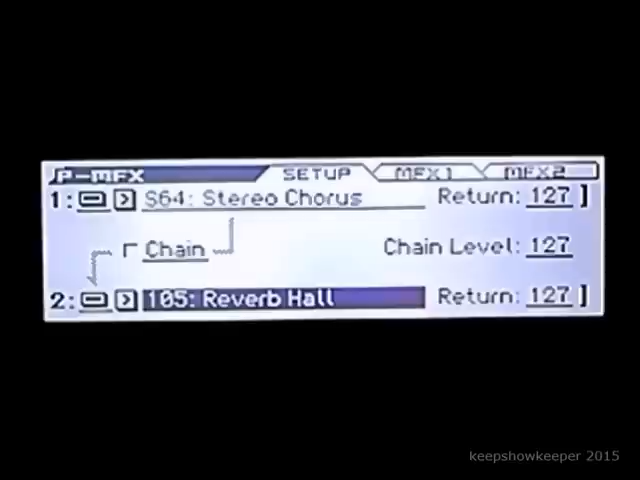 P-MFX SETUP MFX1 MFX2
1: S64: Stereo Chorus Return: 127 ]
Chain Chain Level: 127
2: 105: Reverb Hall Return: 127 ]
keepshowkeeper 2015